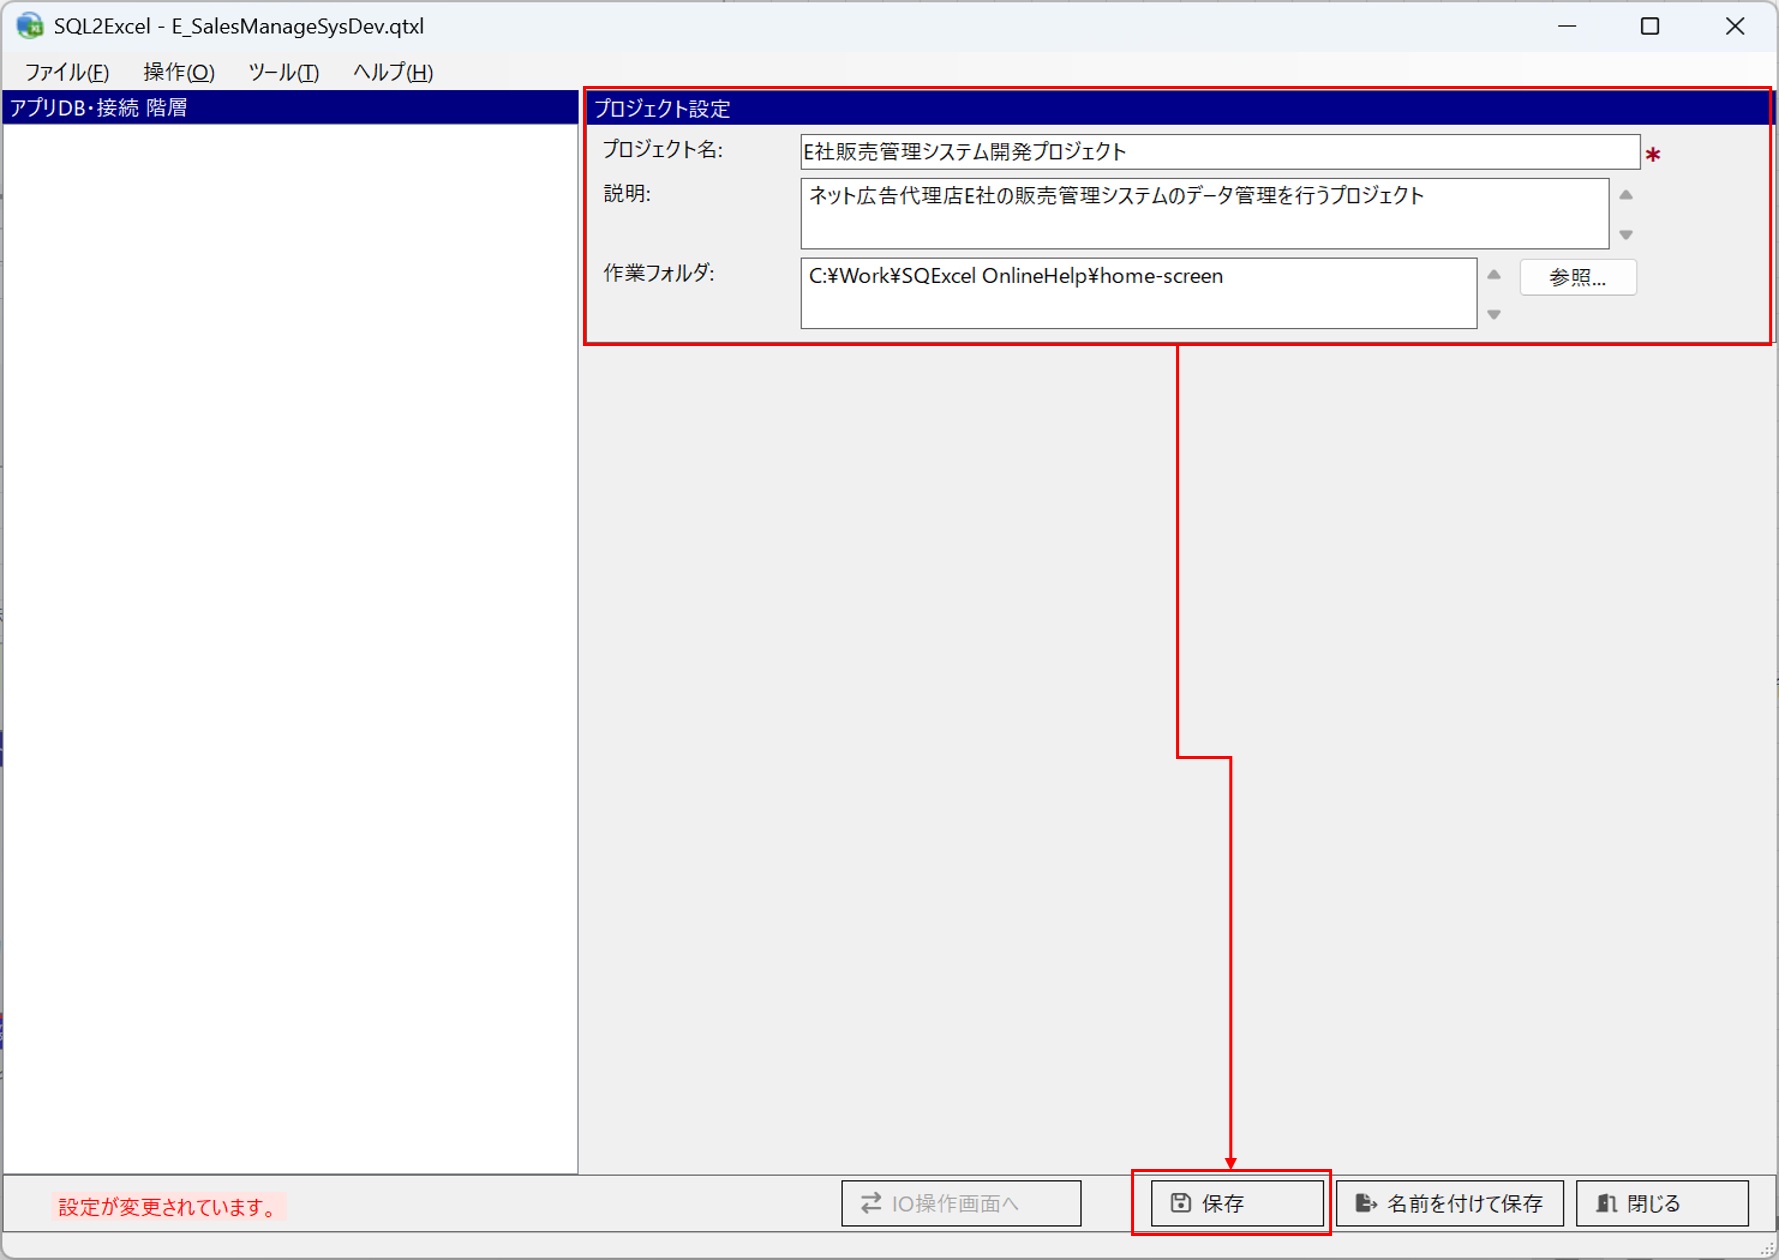 SQL2Excel - E_SalesManageSysDev.qtxl
ファイル(F) 操作(O) ツール(T) ヘルプ(H)
アプリDB・接続 階層
プロジェクト設定
プロジェクト名: E社販売管理システム開発プロジェクト *
説明: ネット広告代理店E社の販売管理システムのデータ管理を行うプロジェクト
作業フォルダ: C:¥Work¥SQExcel OnlineHelp¥home-screen 参照...
設定が変更されています。 IO操作画面へ 保存 名前を付けて保存 閉じる